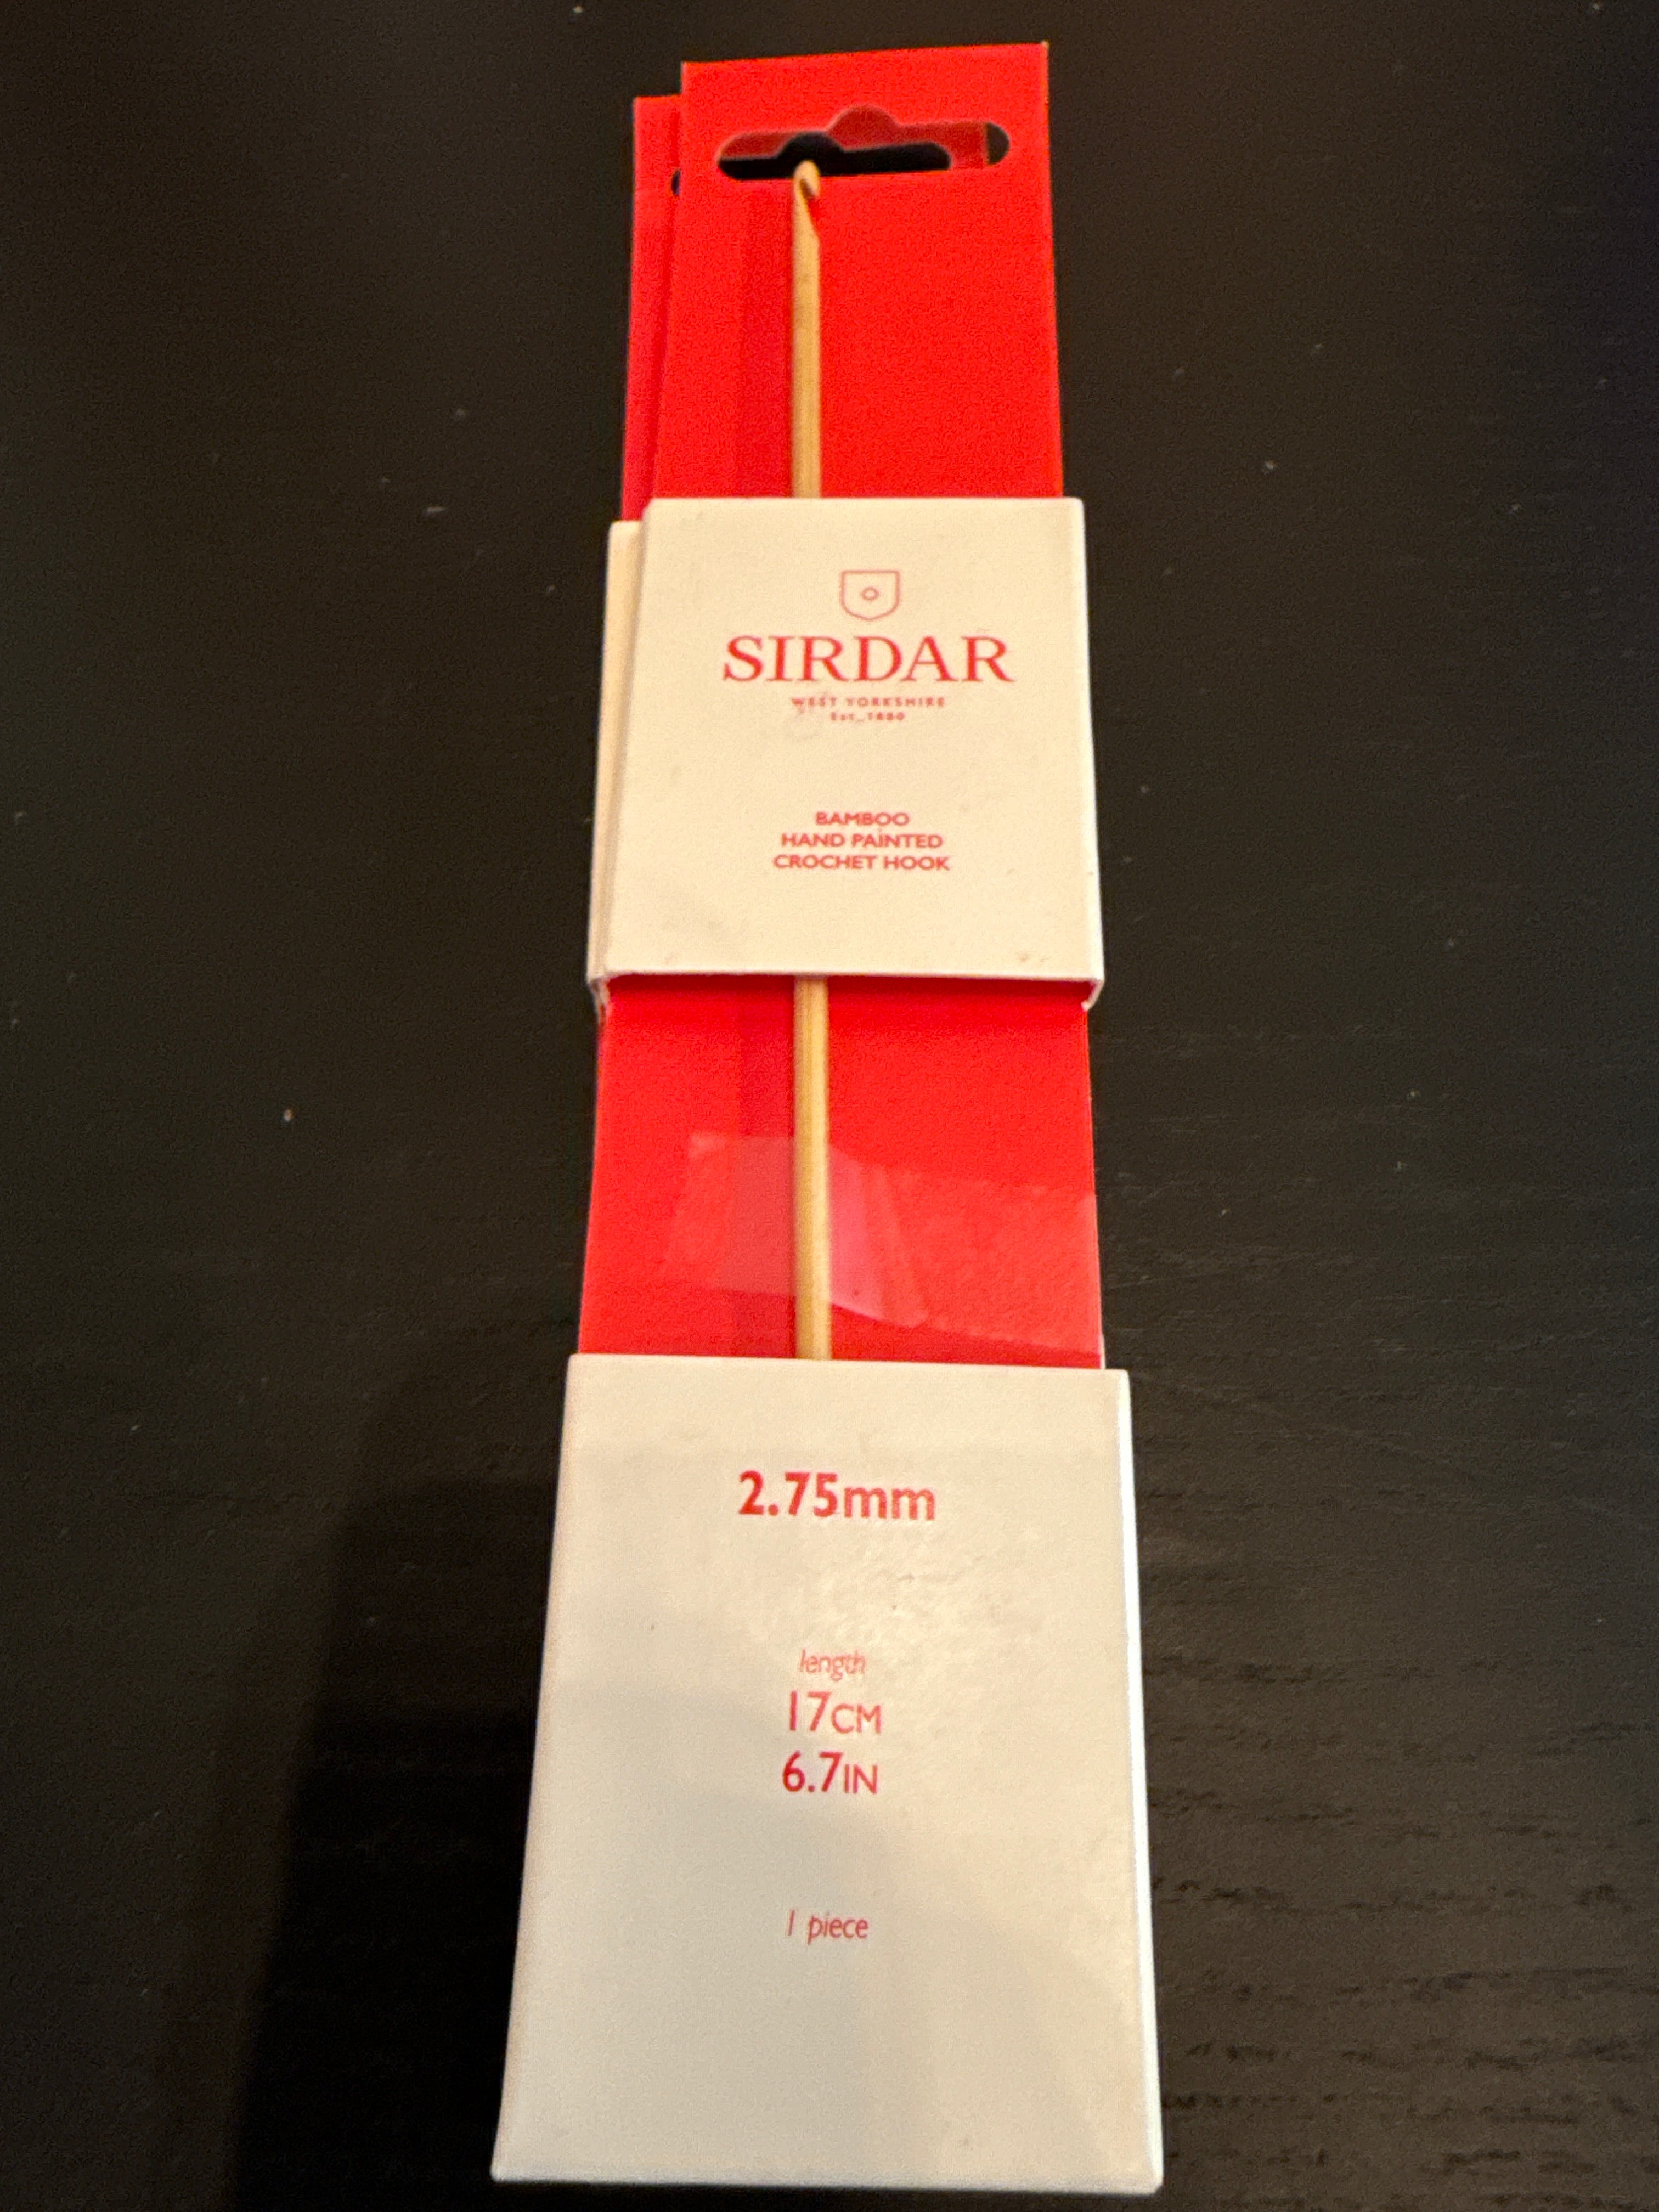 SIRDAR
WEST YORKSHIRE
Est_1880
BAMBOO
HAND PAINTED
CROCHET HOOK
2.75mm
length
17CM
6.7IN
1 piece